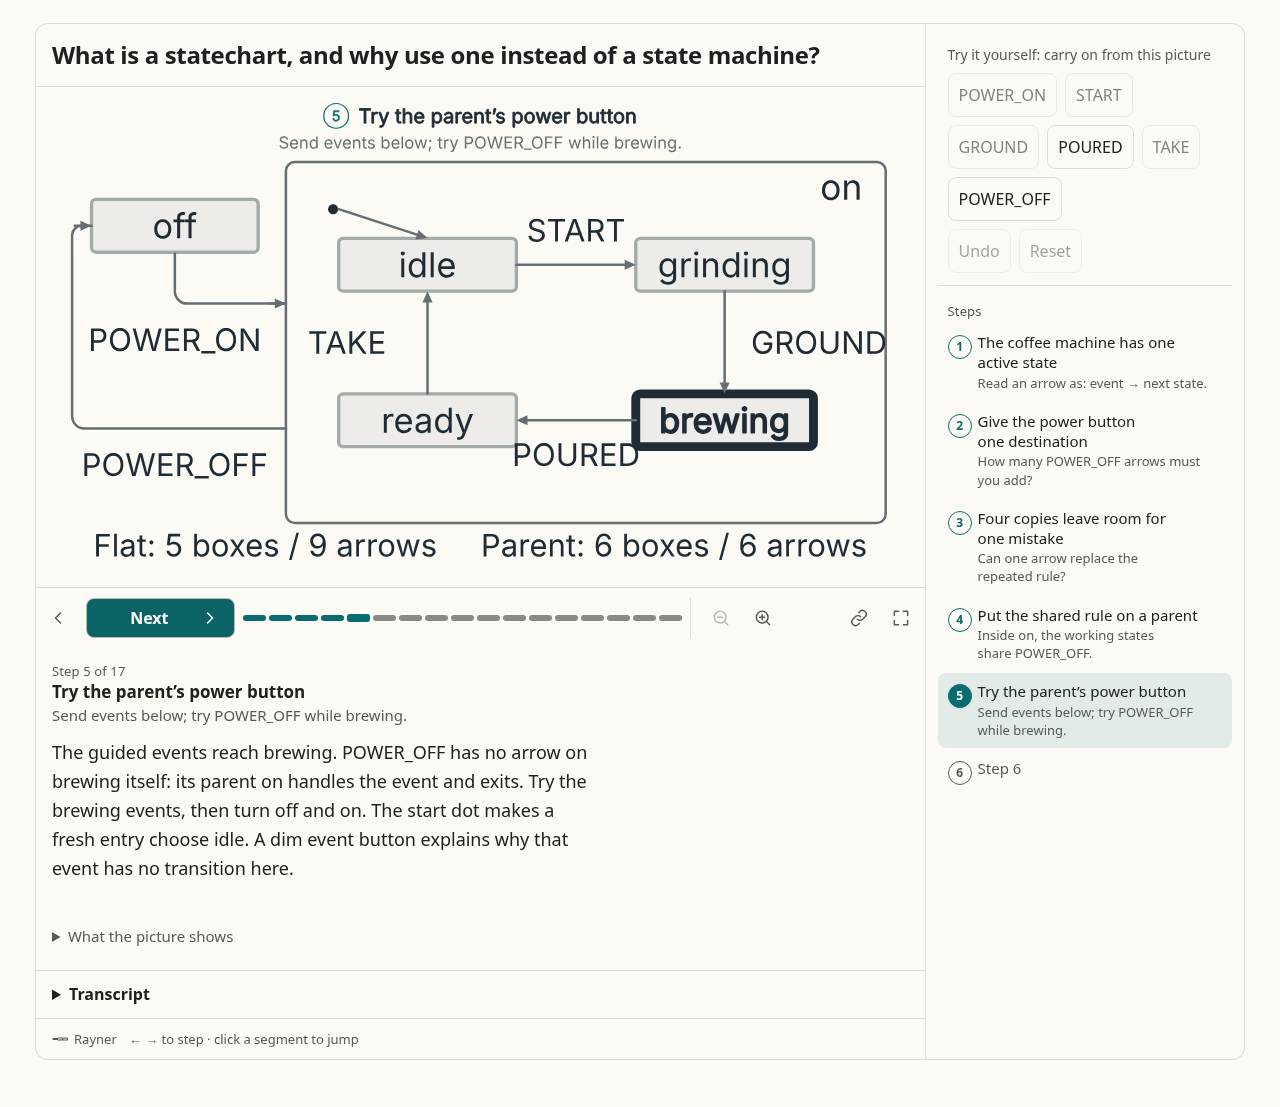 What is a statechart, and why use one instead of a state machine?
5 Try the parent’s power button
Send events below; try POWER_OFF while brewing.
on
off
START
idle
grinding
POWER_ON
TAKE
GROUND
ready
brewing
POURED
POWER_OFF
Flat: 5 boxes / 9 arrows
Parent: 6 boxes / 6 arrows
Next
Step 5 of 17
Try the parent’s power button
Send events below; try POWER_OFF while brewing.
The guided events reach brewing. POWER_OFF has no arrow on
brewing itself: its parent on handles the event and exits. Try the
brewing events, then turn off and on. The start dot makes a
fresh entry choose idle. A dim event button explains why that
event has no transition here.
What the picture shows
Transcript
Rayner ← → to step · click a segment to jump
Try it yourself: carry on from this picture
POWER_ON START
GROUND POURED TAKE
POWER_OFF
Undo Reset
Steps
1 The coffee machine has one
active state
Read an arrow as: event → next state.
2 Give the power button
one destination
How many POWER_OFF arrows must
you add?
3 Four copies leave room for
one mistake
Can one arrow replace the
repeated rule?
4 Put the shared rule on a parent
Inside on, the working states
share POWER_OFF.
5 Try the parent’s power button
Send events below; try POWER_OFF
while brewing.
6 Step 6